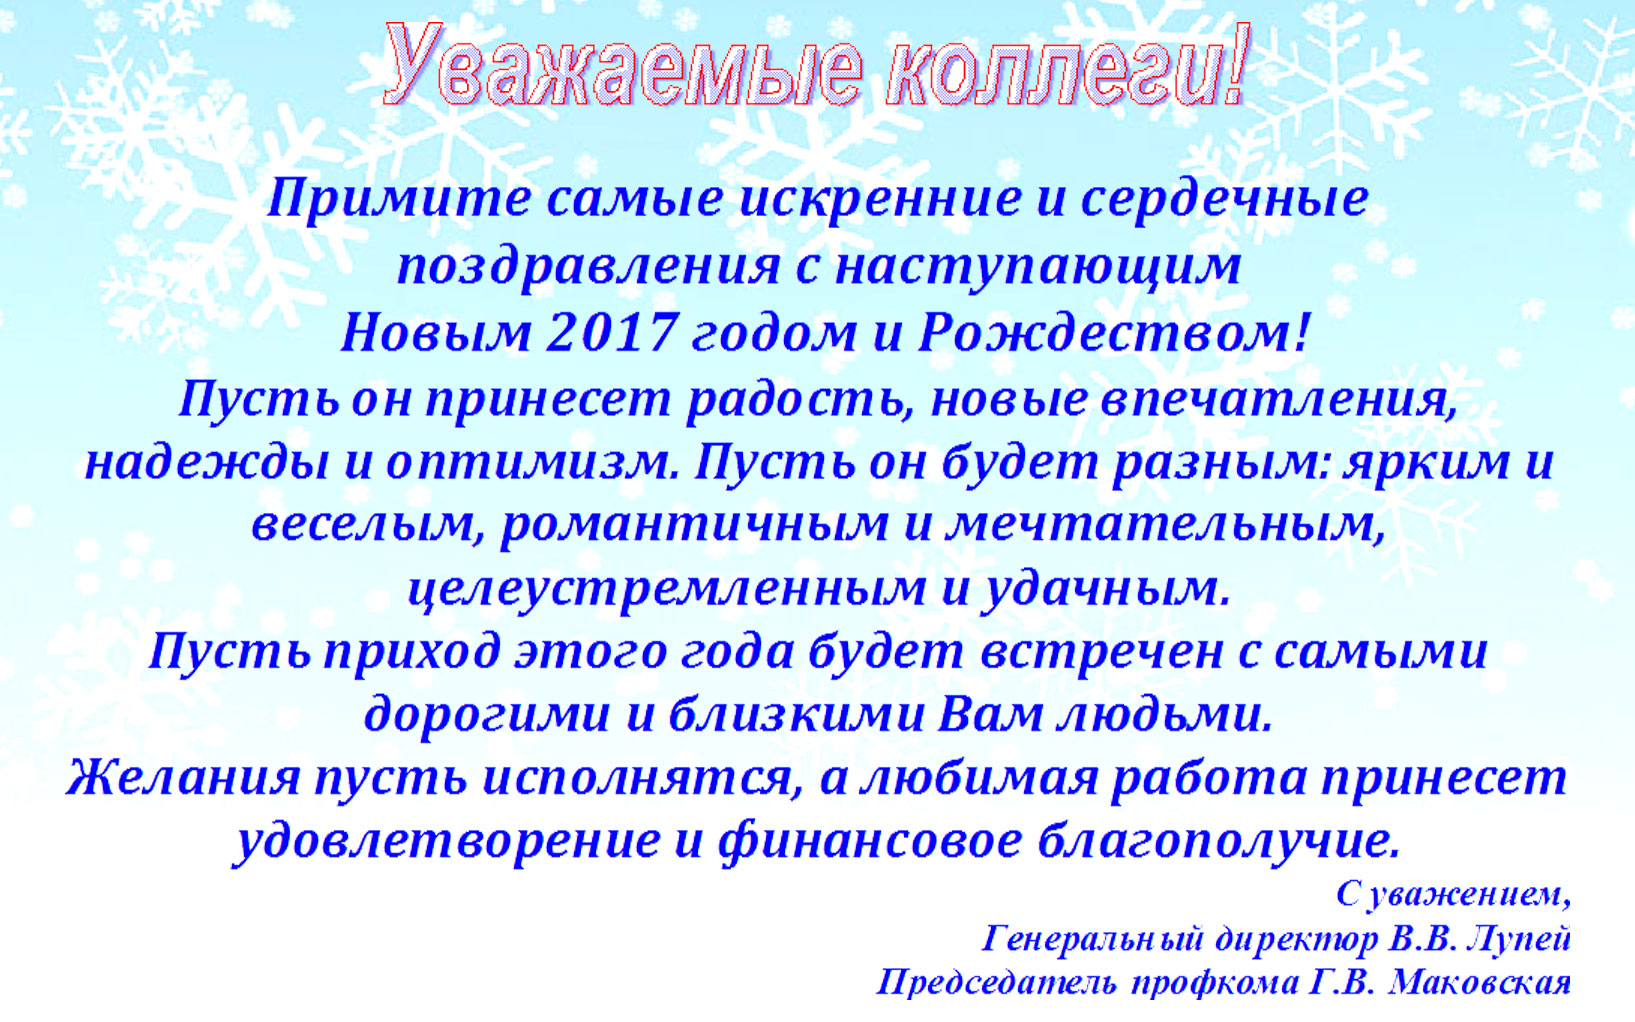 Уважаемые коллеги!
Примите самые искренние и сердечные
поздравления с наступающим
Новым 2017 годом и Рождеством!
Пусть он принесет радость, новые впечатления,
надежды и оптимизм. Пусть он будет разным: ярким и
веселым, романтичным и мечтательным,
целеустремленным и удачным.
Пусть приход этого года будет встречен с самыми
дорогими и близкими Вам людьми.
Желания пусть исполнятся, а любимая работа принесет
удовлетворение и финансовое благополучие.
С уважением,
Генеральный директор В.В. Лупей
Председатель профкома Г.В. Маковская